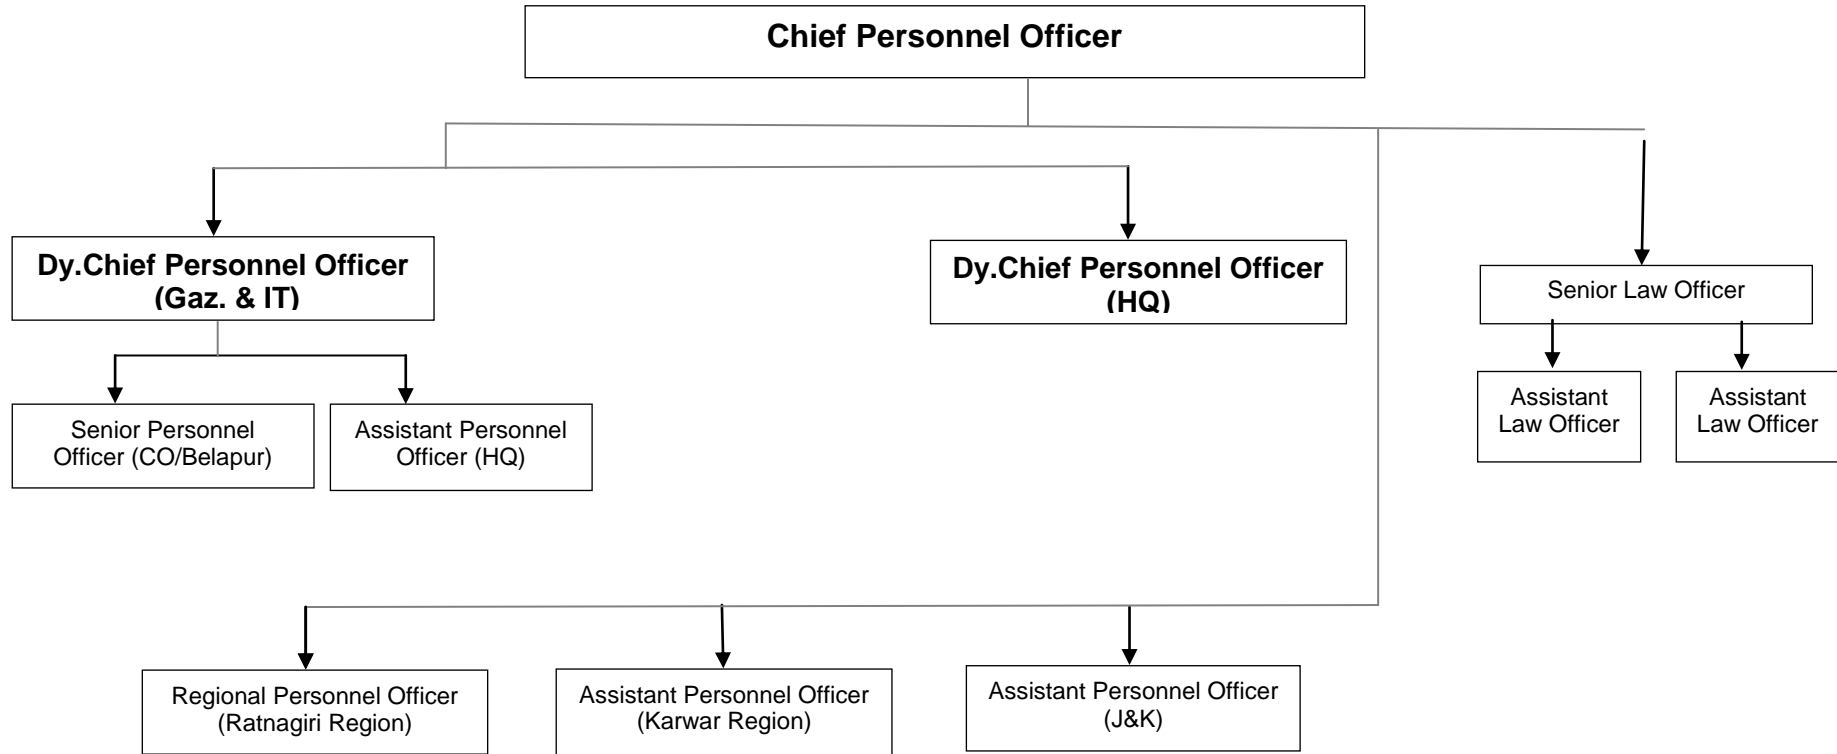 Chief Personnel Officer
Dy.Chief Personnel Officer
(Gaz. & IT)
Dy.Chief Personnel Officer
(HQ)
Senior Law Officer
Senior Personnel
Officer (CO/Belapur)
Assistant Personnel
Officer (HQ)
Assistant
Law Officer
Assistant
Law Officer
Regional Personnel Officer
(Ratnagiri Region)
Assistant Personnel Officer
(Karwar Region)
Assistant Personnel Officer
(J&K)